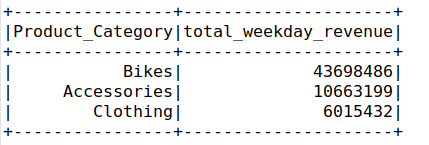 +----------------+---------------------+
|Product_Category|total_weekday_revenue|
+----------------+---------------------+
|           Bikes|             43698486|
|     Accessories|             10663199|
|        Clothing|              6015432|
+----------------+---------------------+